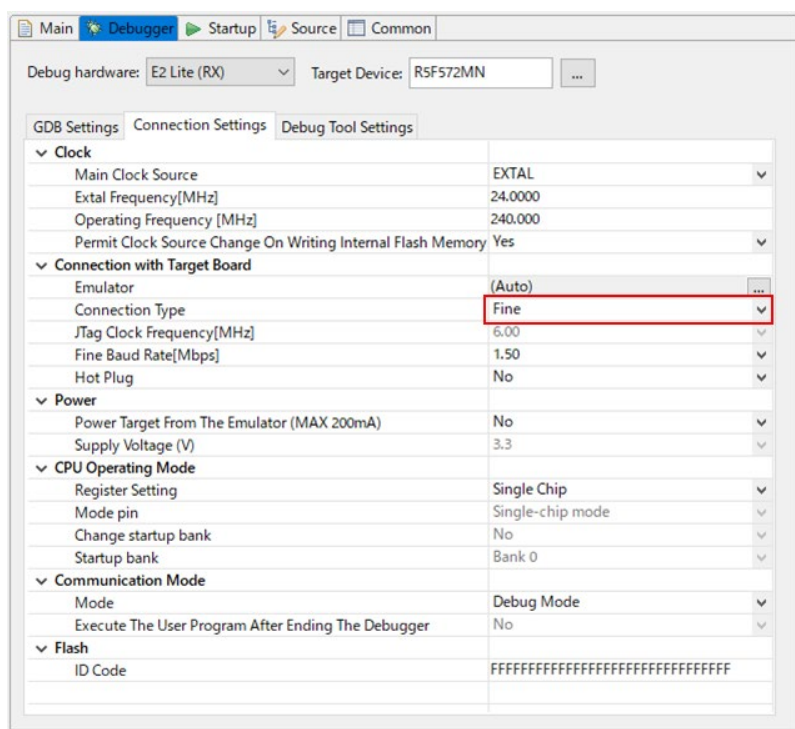 Main Debugger Startup Source Common
Debug hardware: E2 Lite (RX) Target Device: R5F572MN ...
GDB Settings Connection Settings Debug Tool Settings
Clock
Main Clock Source EXTAL
Extal Frequency[MHz] 24.0000
Operating Frequency [MHz] 240.000
Permit Clock Source Change On Writing Internal Flash Memory Yes
Connection with Target Board
Emulator (Auto) ...
Connection Type Fine
JTag Clock Frequency[MHz] 6.00
Fine Baud Rate[Mbps] 1.50
Hot Plug No
Power
Power Target From The Emulator (MAX 200mA) No
Supply Voltage (V) 3.3
CPU Operating Mode
Register Setting Single Chip
Mode pin Single-chip mode
Change startup bank No
Startup bank Bank 0
Communication Mode
Mode Debug Mode
Execute The User Program After Ending The Debugger No
Flash
ID Code FFFFFFFFFFFFFFFFFFFFFFFFFFFFFFFF